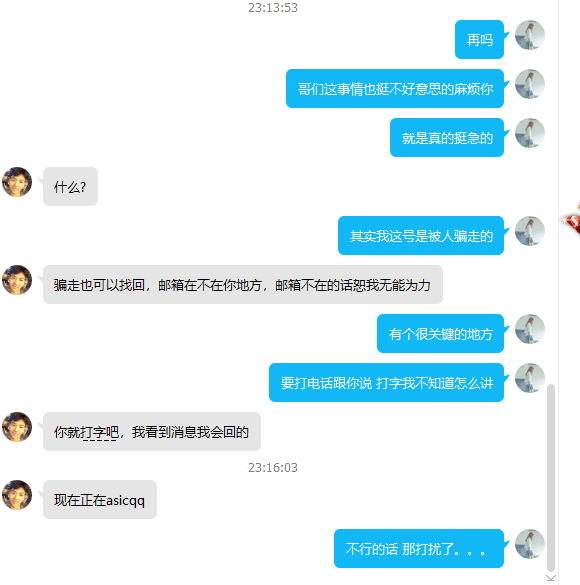 23:13:53
再吗
哥们这事情也挺不好意思的麻烦你
就是真的挺急的
什么?
其实我这号是被人骗走的
骗走也可以找回，邮箱在不在你地方，邮箱不在的话恕我无能为力
有个很关键的地方
要打电话跟你说 打字我不知道怎么讲
你就打字吧，我看到消息我会回的
23:16:03
现在正在asicqq
不行的话 那打扰了。。。